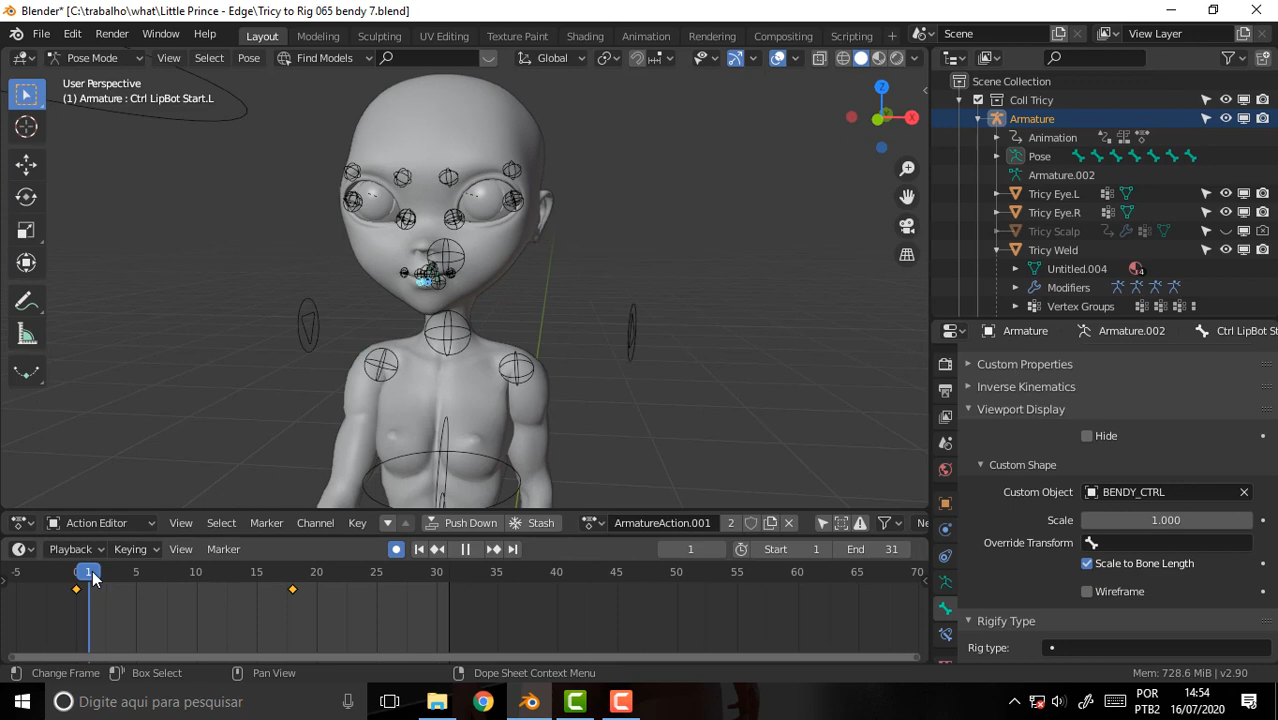 Blender* [C:\trabalho\what\Little Prince - Edge\Tricy to Rig 065 bendy 7.blend]
File Edit Render Window Help Layout Modeling Sculpting UV Editing Texture Paint Shading Animation Rendering Compositing Scripting Scene View Layer
Pose Mode View Select Pose Find Models Global
User Perspective
(1) Armature : Ctrl LipBot Start.L
Z
X
Scene Collection
Coll Tricy
Armature
Animation
Pose
Armature.002
Tricy Eye.L
Tricy Eye.R
Tricy Scalp
Tricy Weld
Untitled.004 4
Modifiers
Vertex Groups
Armature Armature.002 Ctrl LipBot St
Custom Properties
Inverse Kinematics
Viewport Display
Hide
Custom Shape
Custom Object BENDY_CTRL
Scale 1.000
Override Transform
Scale to Bone Length
Wireframe
Rigify Type
Rig type:
Action Editor View Select Marker Channel Key Push Down Stash ArmatureAction.001 2 Ne
Playback Keying View Marker 1 Start 1 End 31
-5 1 5 10 15 20 25 30 35 40 45 50 55 60 65 70
Change Frame Box Select Pan View Dope Sheet Context Menu Mem: 728.6 MiB | v2.90
Digite aqui para pesquisar
POR
PTB2
14:54
16/07/2020